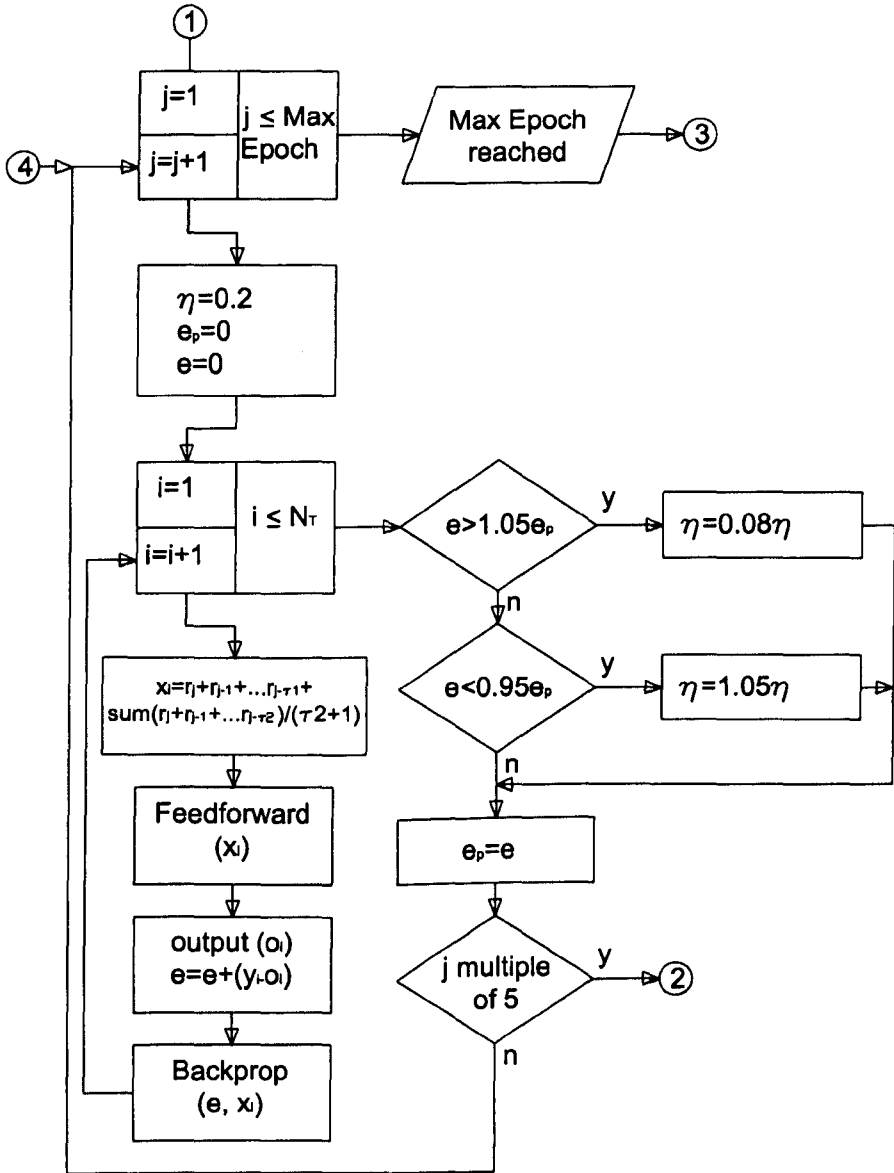 1
j=1
j ≤ Max
Epoch
j=j+1
Max Epoch
reached
3
4
η=0.2
eₚ=0
e=0
i=1
i ≤ N_T
i=i+1
e>1.05eₚ
y
η=0.08η
n
e<0.95eₚ
y
η=1.05η
n
xᵢ=rⱼ+rⱼ₋₁+...rⱼ₋τ₁+
sum(rⱼ+rⱼ₋₁+...rⱼ₋τ₂)/(τ2+1)
Feedforward
(xᵢ)
eₚ=e
output (oᵢ)
e=e+(yᵢ-oᵢ)
j multiple
of 5
y
2
n
Backprop
(e, xᵢ)